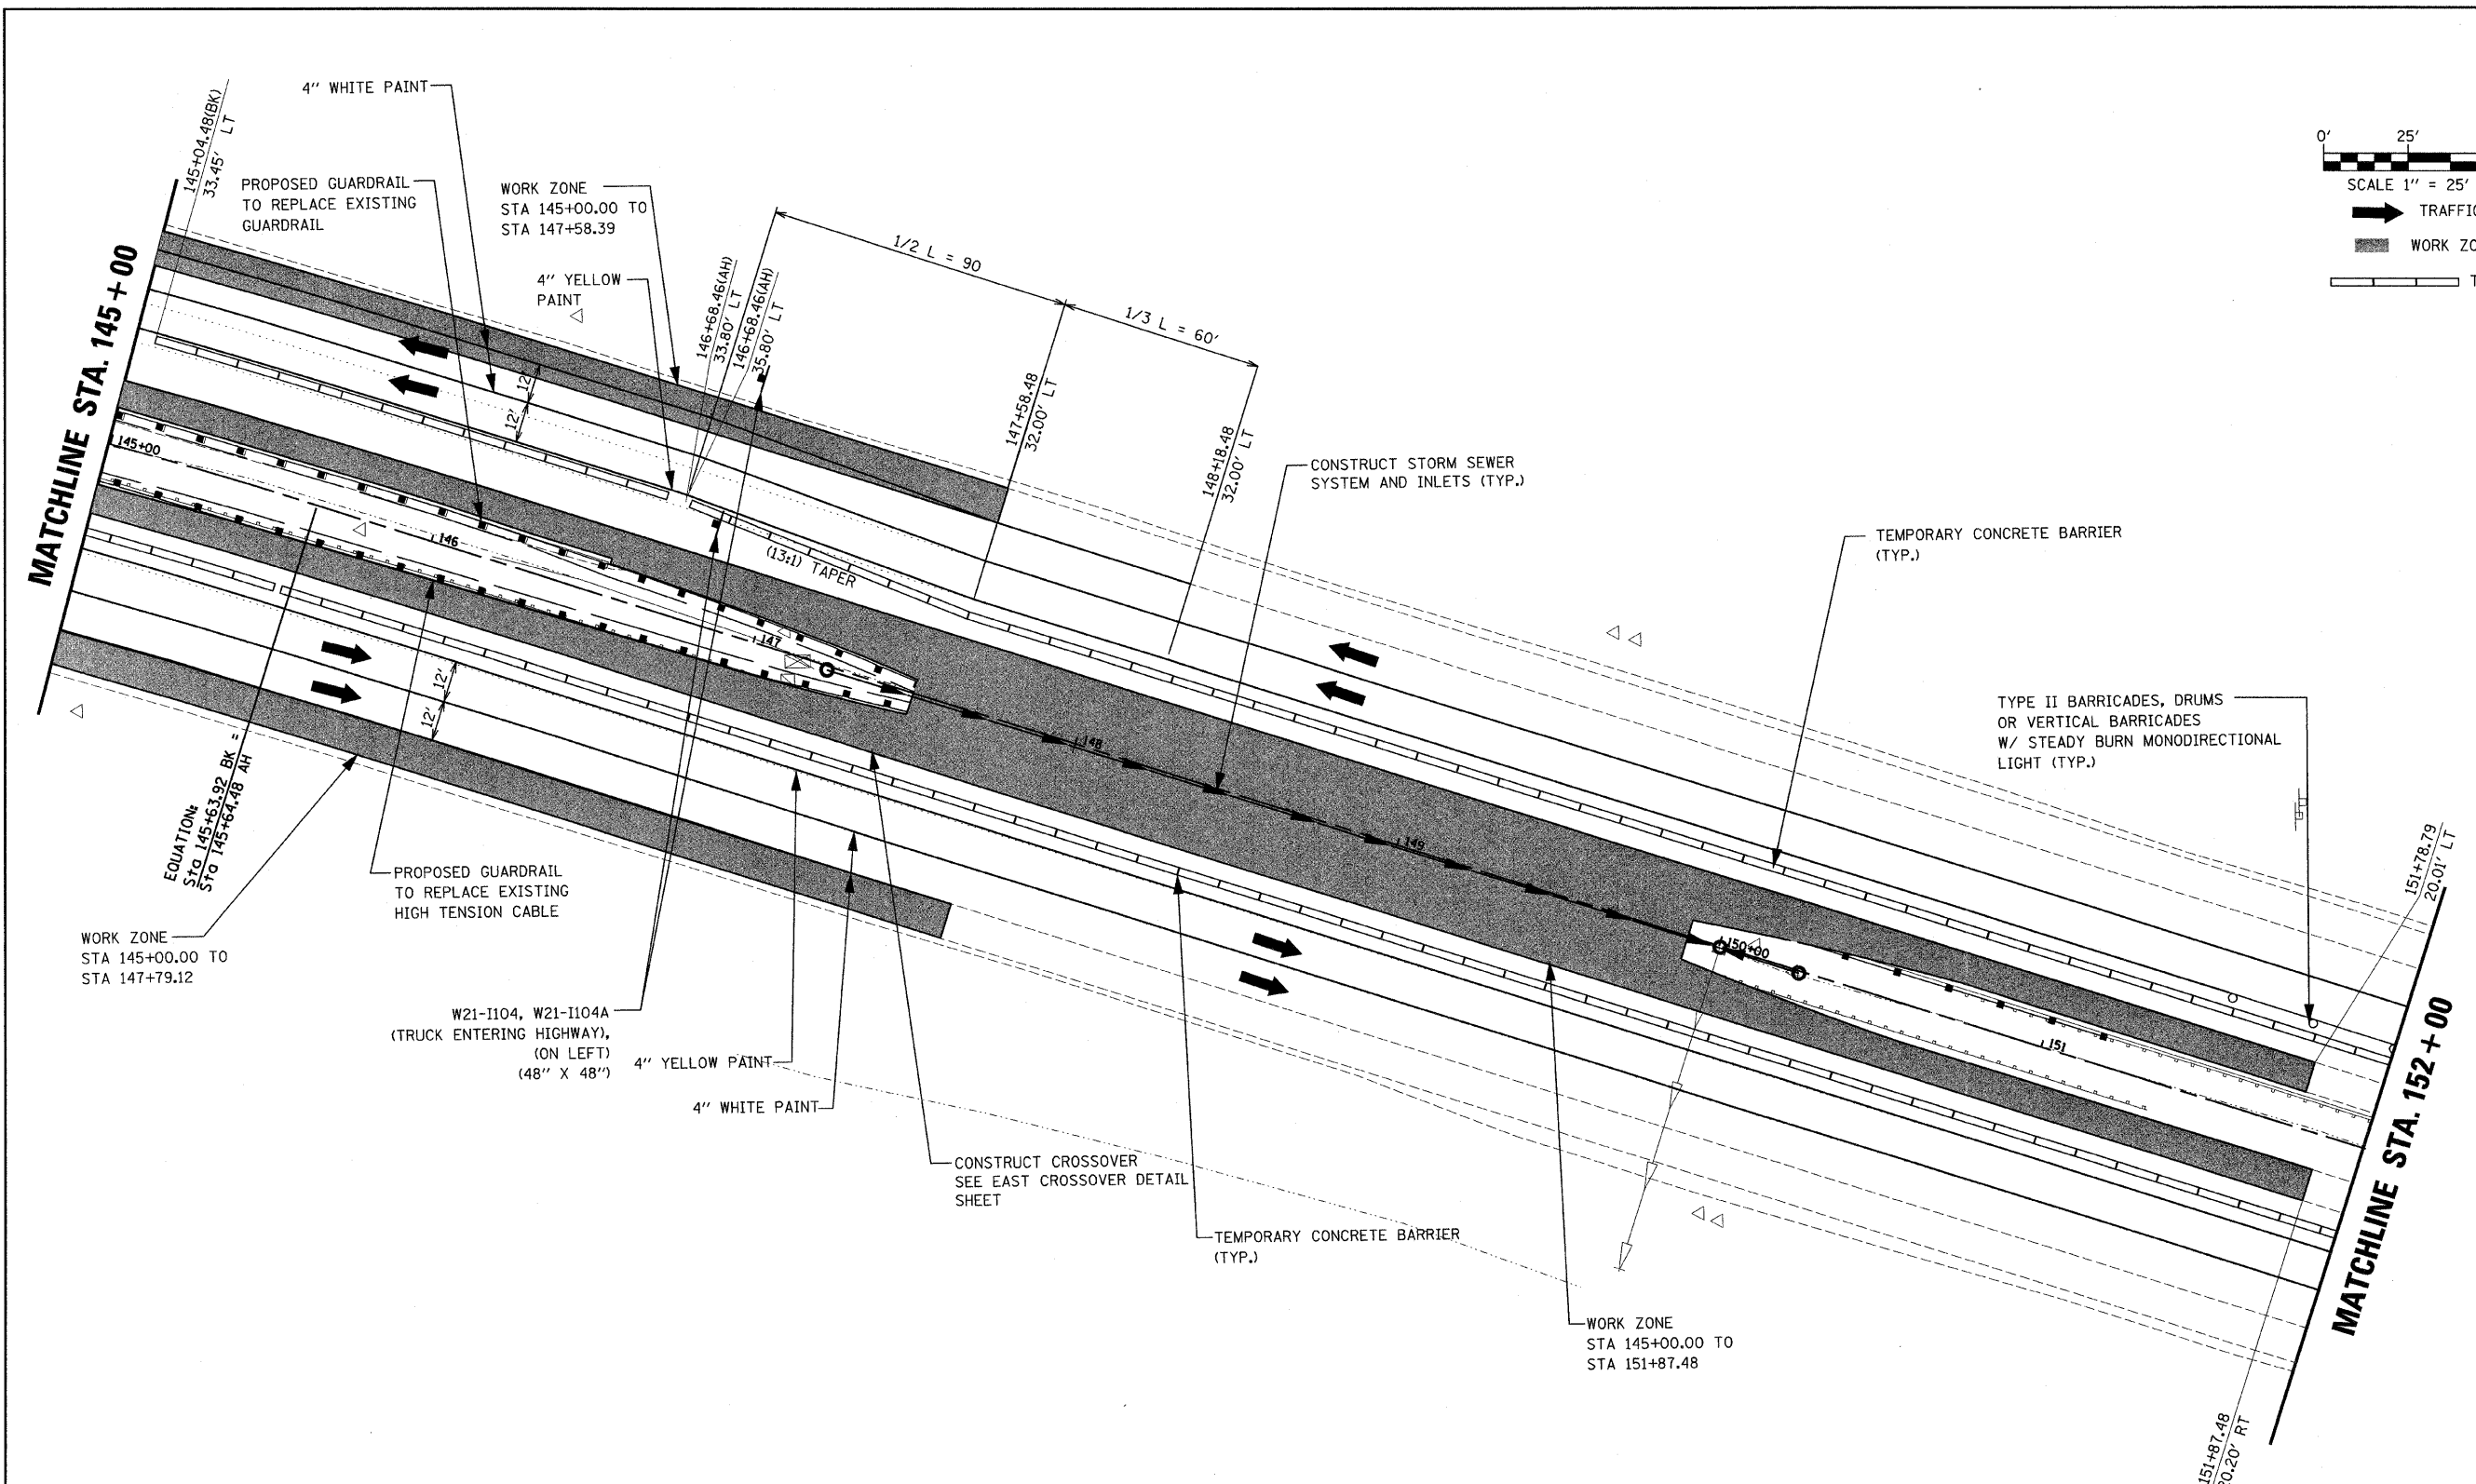 4" WHITE PAINT
145+04.48(BK)
33.45' LT
PROPOSED GUARDRAIL
TO REPLACE EXISTING
GUARDRAIL
WORK ZONE
STA 145+00.00 TO
STA 147+58.39
4" YELLOW
PAINT
146+68.46(AH)
33.80' LT
146+68.46(AH)
35.80' LT
1/2 L = 90
1/3 L = 60'
147+58.48
32.00' LT
148+18.48
32.00' LT
0' 25'
SCALE 1" = 25'
TRAFFIC
WORK ZO
T
MATCHLINE STA. 145+00
12'
12'
145+00
146
(13:1) TAPER
147
148
149
150+00
151
12'
12'
CONSTRUCT STORM SEWER
SYSTEM AND INLETS (TYP.)
TEMPORARY CONCRETE BARRIER
(TYP.)
TYPE II BARRICADES, DRUMS
OR VERTICAL BARRICADES
W/ STEADY BURN MONODIRECTIONAL
LIGHT (TYP.)
151+78.79
20.01' LT
EQUATION:
Sta 145+63.92 BK =
Sta 145+64.48 AH
PROPOSED GUARDRAIL
TO REPLACE EXISTING
HIGH TENSION CABLE
WORK ZONE
STA 145+00.00 TO
STA 147+79.12
W21-I104, W21-I104A
(TRUCK ENTERING HIGHWAY),
(ON LEFT)
(48" X 48")
4" YELLOW PAINT
4" WHITE PAINT
CONSTRUCT CROSSOVER
SEE EAST CROSSOVER DETAIL
SHEET
TEMPORARY CONCRETE BARRIER
(TYP.)
WORK ZONE
STA 145+00.00 TO
STA 151+87.48
MATCHLINE STA. 152+00
151+87.48
0.20' RT